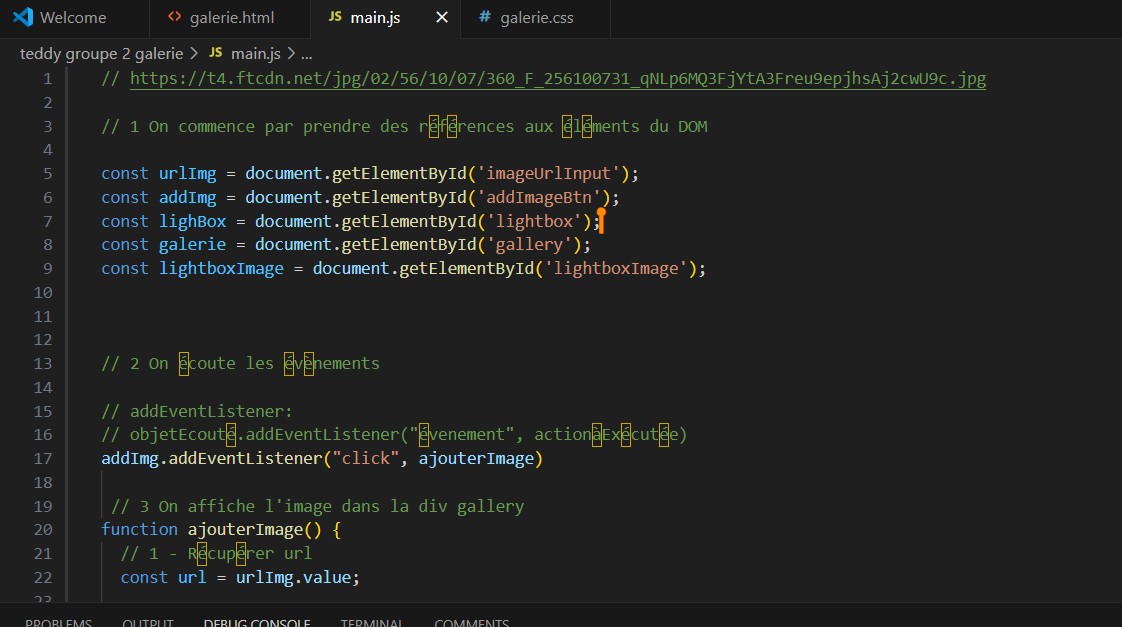 Welcome galerie.html JS main.js # galerie.css
teddy groupe 2 galerie > JS main.js > ...
1 // https://t4.ftcdn.net/jpg/02/56/10/07/360_F_256100731_qNLp6MQ3FjYtA3Freu9epjhsAj2cwU9c.jpg
2
3 // 1 On commence par prendre des références aux éléments du DOM
4
5 const urlImg = document.getElementById('imageUrlInput');
6 const addImg = document.getElementById('addImageBtn');
7 const lighBox = document.getElementById('lightbox');
8 const galerie = document.getElementById('gallery');
9 const lightboxImage = document.getElementById('lightboxImage');
10
11
12
13 // 2 On écoute les évènements
14
15 // addEventListener:
16 // objetEcouté.addEventListener("évenement", actionàExécutée)
17 addImg.addEventListener("click", ajouterImage)
18
19 // 3 On affiche l'image dans la div gallery
20 function ajouterImage() {
21 // 1 - Récupérer url
22 const url = urlImg.value;
23
PROBLEMS OUTPUT DEBUG CONSOLE TERMINAL COMMENTS